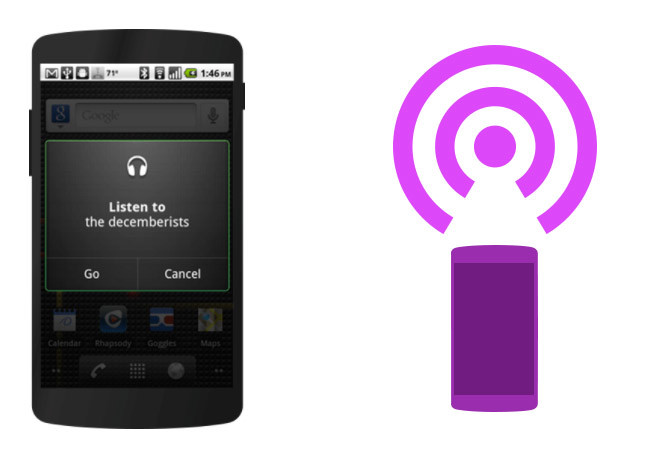 71° 1:46 PM
Google
Listen to
the decemberists
Go Cancel
Calendar Rhapsody Goggles Maps